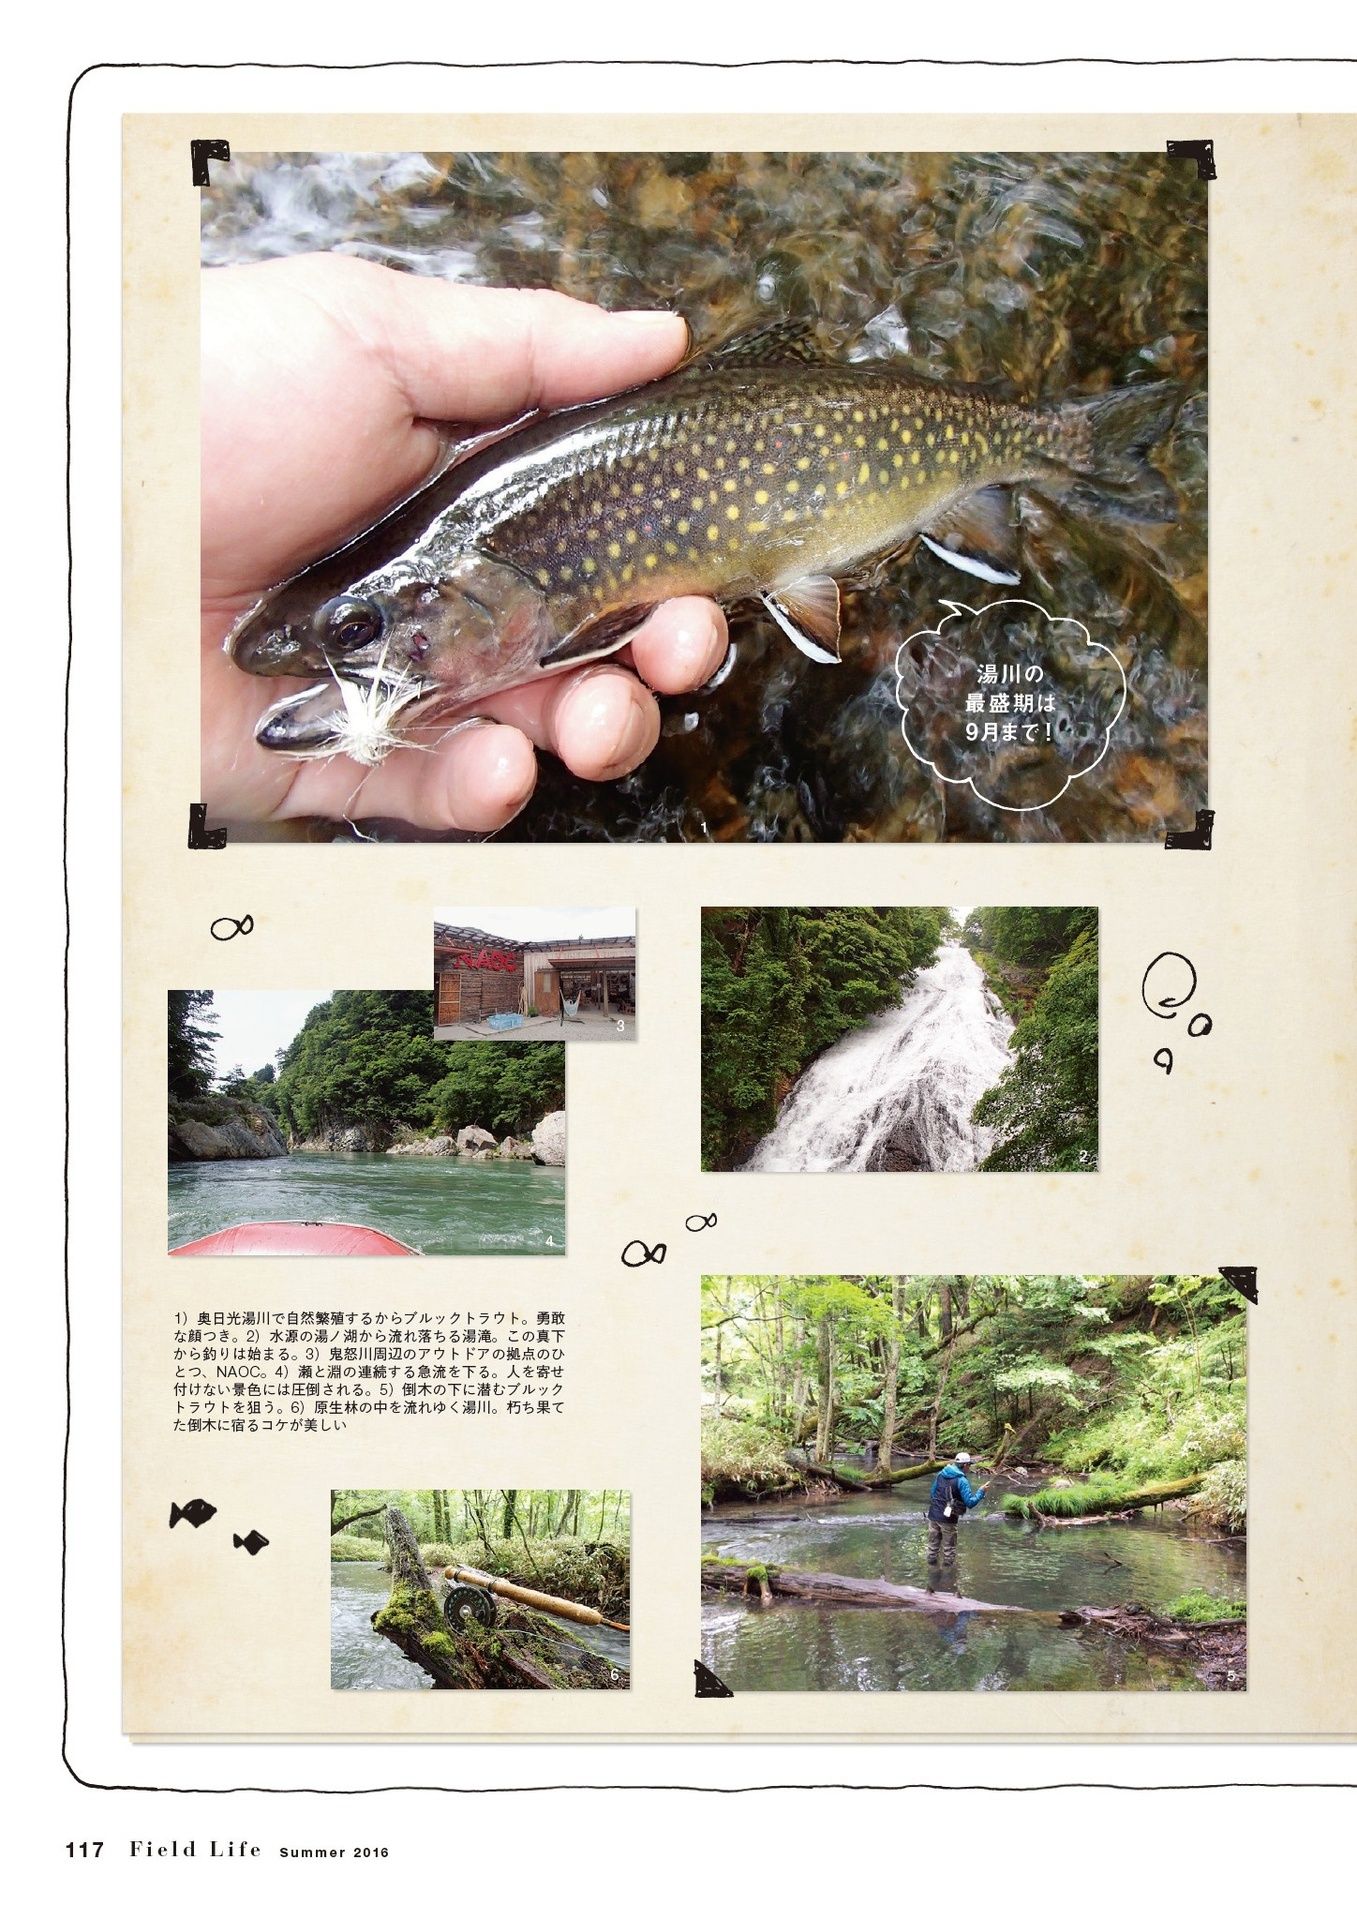 湯川の
最盛期は
9月まで！
1
NAOC
3
2
4
1）奥日光湯川で自然繁殖するからブルックトラウト。勇敢
な顔つき。2）水源の湯ノ湖から流れ落ちる湯滝。この真下
から釣りは始まる。3）鬼怒川周辺のアウトドアの拠点のひ
とつ、NAOC。4）瀬と淵の連続する急流を下る。人を寄せ
付けない景色には圧倒される。5）倒木の下に潜むブルック
トラウトを狙う。6）原生林の中を流れゆく湯川。朽ち果て
た倒木に宿るコケが美しい
6
5
117 Field Life Summer 2016